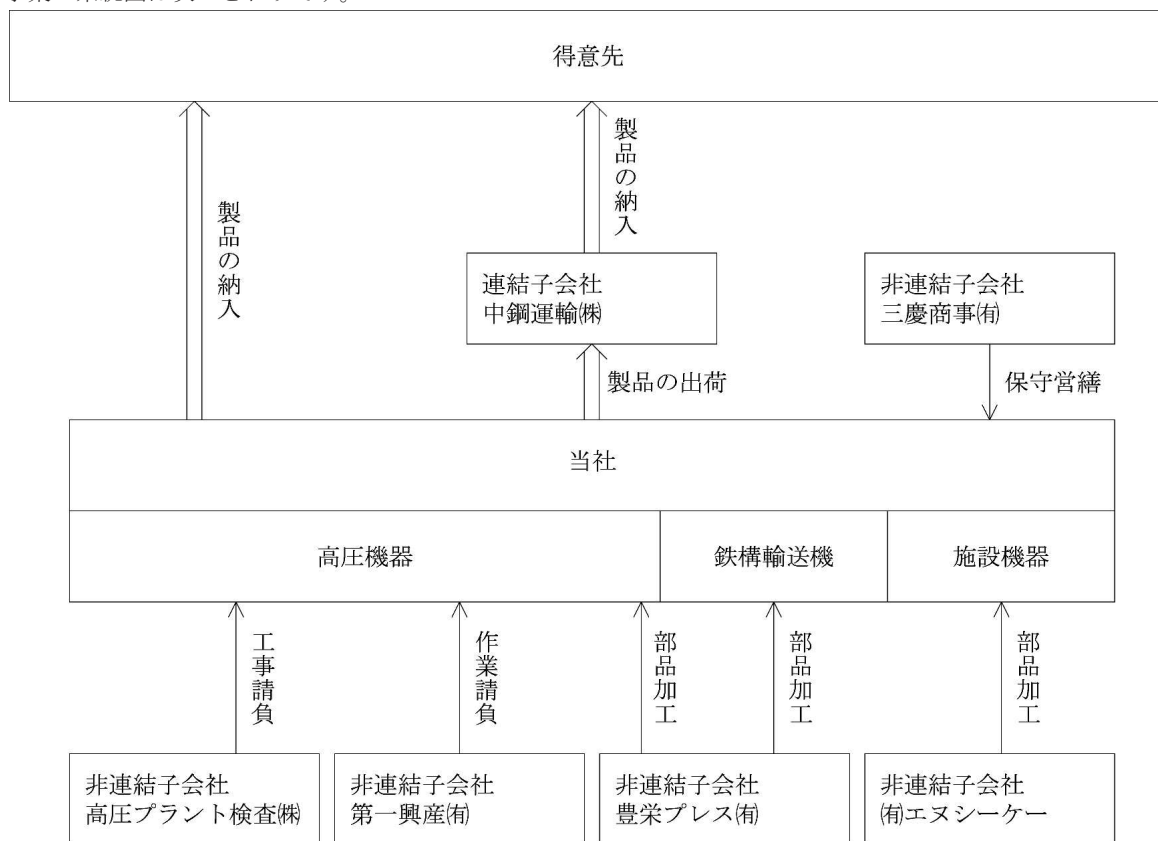 得意先
製品の納入
製品の納入
連結子会社
中鋼運輸㈱
非連結子会社
三慶商事㈲
製品の出荷
保守営繕
当社
高圧機器
鉄構輸送機
施設機器
工事請負
作業請負
部品加工
部品加工
部品加工
非連結子会社
高圧プラント検査㈱
非連結子会社
第一興産㈲
非連結子会社
豊栄プレス㈲
非連結子会社
㈲エヌシーケー